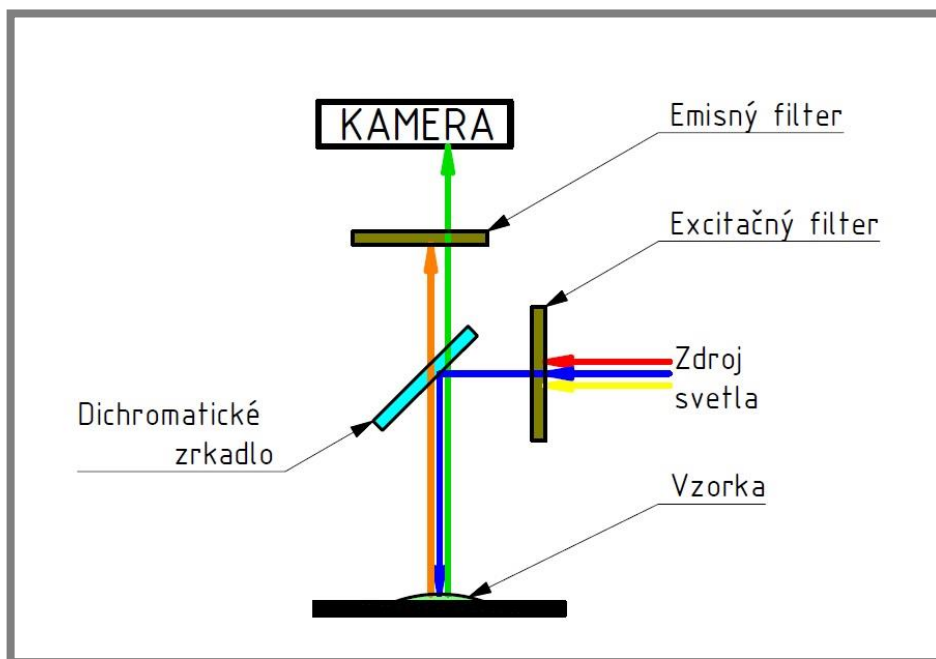 KAMERA
Emisný filter
Excitačný filter
Zdroj
svetla
Dichromatické
zrkadlo
Vzorka